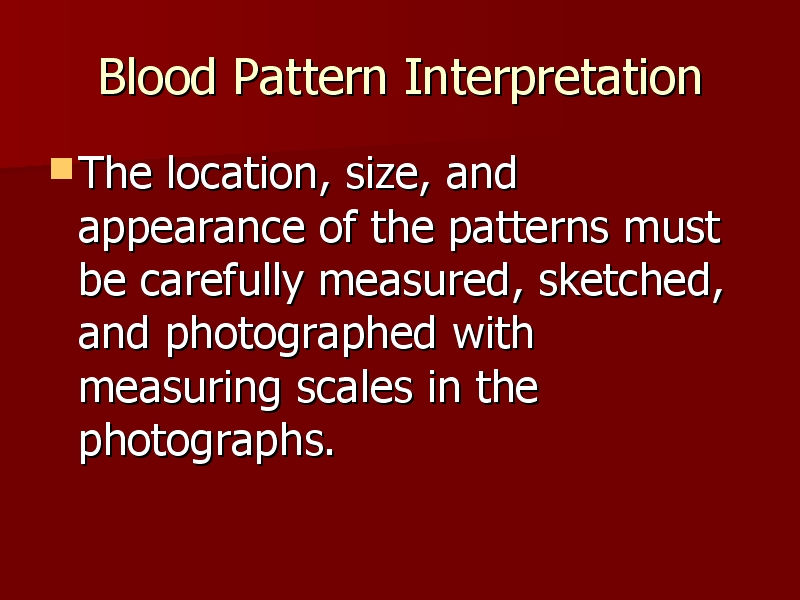 Blood Pattern Interpretation
The location, size, and
appearance of the patterns must
be carefully measured, sketched,
and photographed with
measuring scales in the
photographs.